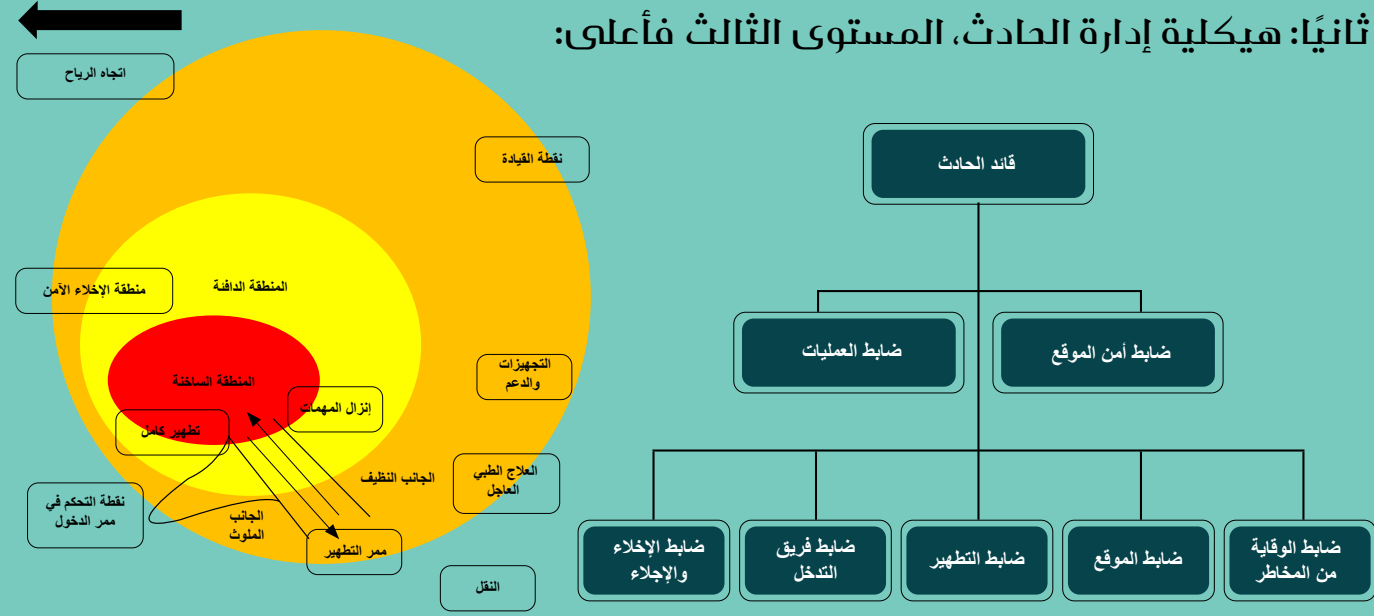 ثانيًا: هيكلية إدارة الحادث، المستوى الثالث فأعلى:
قائد الحادث
ضابط أمن الموقع
ضابط العمليات
ضابط الوقاية
من المخاطر
ضابط الموقع
ضابط التطهير
ضابط فريق
التدخل
ضابط الإخلاء
والإجلاء
اتجاه الرياح
نقطة القيادة
منطقة الإخلاء الآمن
المنطقة الدافئة
التجهيزات
والدعم
المنطقة الساخنة
إنزال المهمات
تطهير كامل
العلاج الطبي
العاجل
الجانب النظيف
نقطة التحكم في
ممر الدخول
الجانب
الملوث
ممر التطهير
النقل